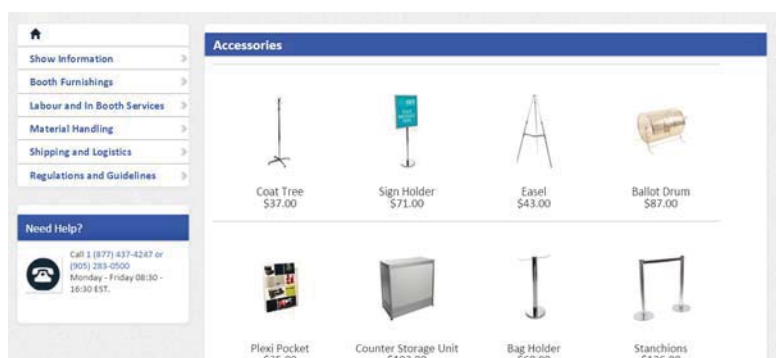 Show Information
Booth Furnishings
Labour and In Booth Services
Material Handling
Shipping and Logistics
Regulations and Guidelines
Need Help?
Call 1 (877) 437-4247 or
(905) 283-0500
Monday - Friday 08:30 -
16:30 EST.
Accessories
Coat Tree
$37.00
Sign Holder
$71.00
Easel
$43.00
Ballot Drum
$87.00
Plexi Pocket
Counter Storage Unit
Bag Holder
Stanchions